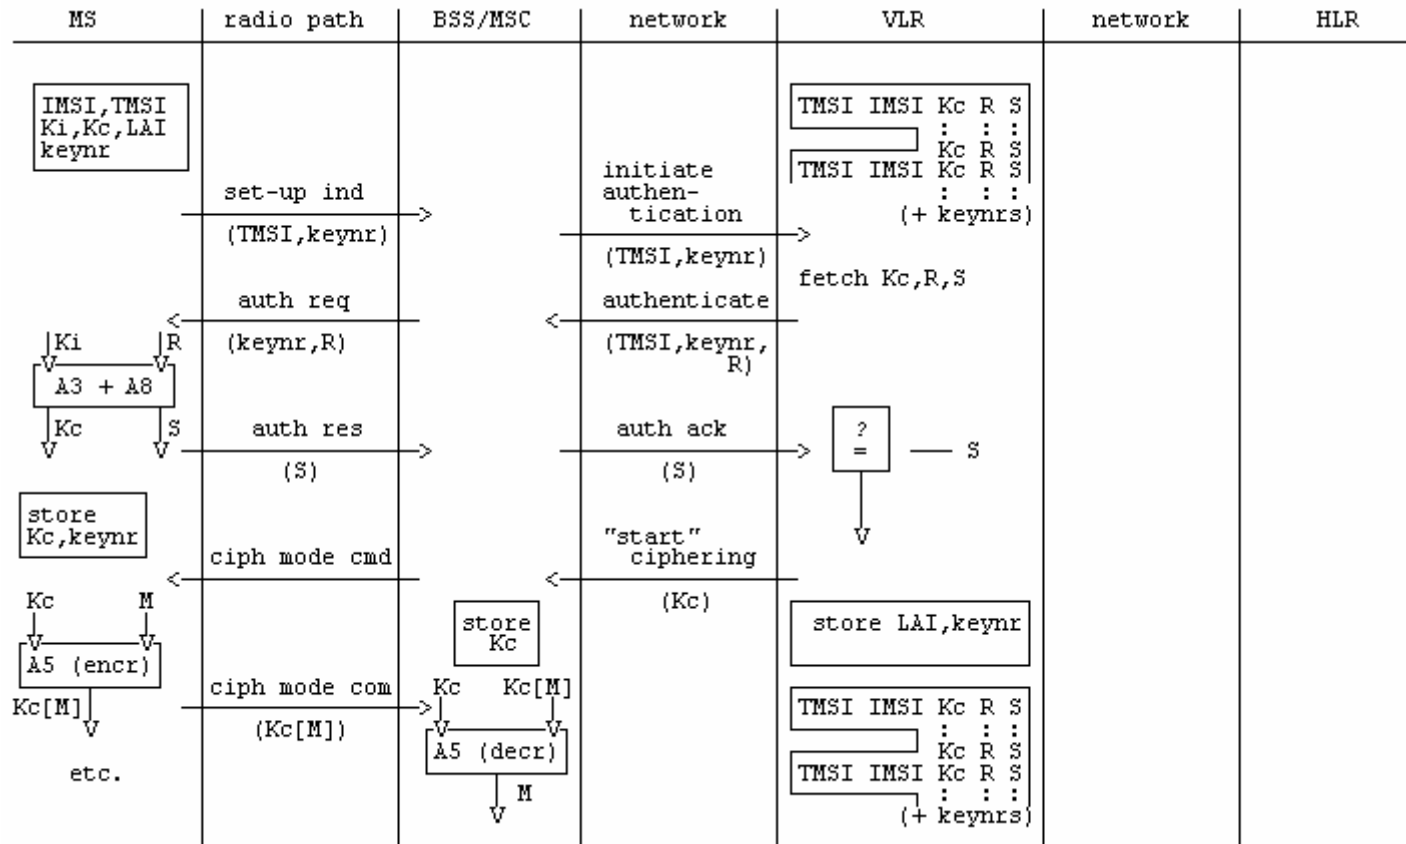 MS radio path BSS/MSC network VLR network HLR
IMSI,TMSI
Ki,Kc,LAI
keynr
TMSI IMSI Kc R S
: : :
Kc R S
TMSI IMSI Kc R S
: : :
(+ keynrs)
set-up ind
(TMSI,keynr)
initiate
authen-
tication
(TMSI,keynr)
fetch Kc,R,S
auth req
(keynr,R)
authenticate
(TMSI,keynr,
R)
Ki R
A3 + A8
Kc S
auth res
(S)
auth ack
(S)
?
=
S
store
Kc,keynr
ciph mode cmd
"start"
ciphering
(Kc)
Kc M
A5 (encr)
Kc[M]
store
Kc
store LAI,keynr
ciph mode com
(Kc[M])
Kc Kc[M]
A5 (decr)
M
TMSI IMSI Kc R S
: : :
Kc R S
TMSI IMSI Kc R S
: : :
(+ keynrs)
etc.